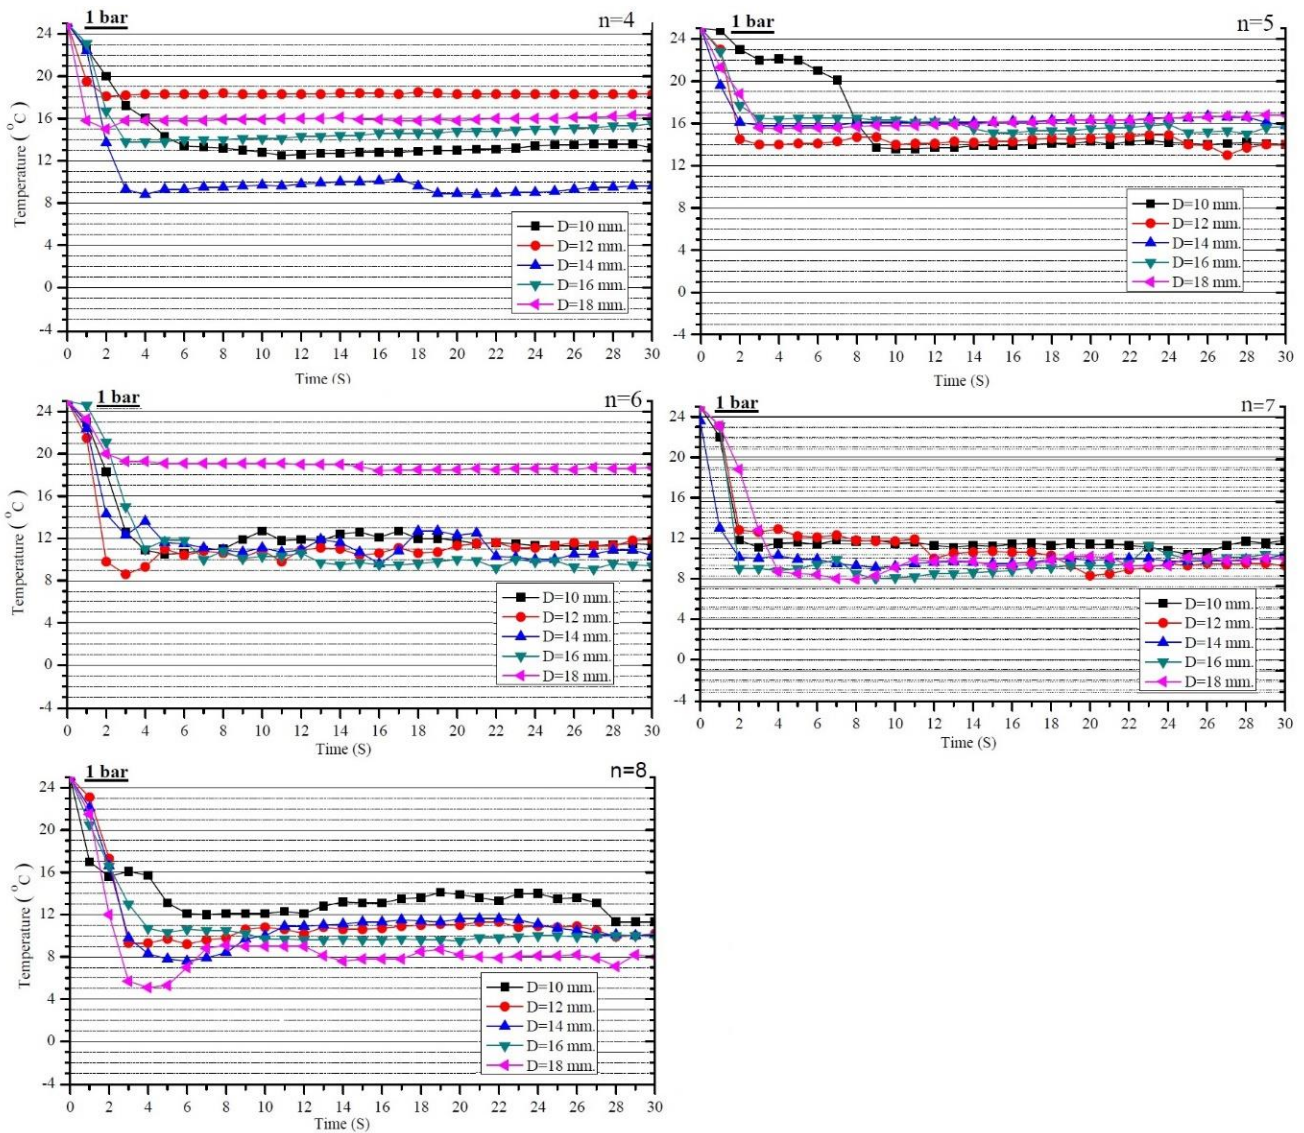 1 bar
n=4
24
20
16
12
8
4
0
-4
Temperature ( °C )
D=10 mm.
D=12 mm.
D=14 mm.
D=16 mm.
D=18 mm.
0 2 4 6 8 10 12 14 16 18 20 22 24 26 28 30
Time (S)
1 bar
n=5
24
20
16
12
8
4
0
-4
Temperature ( °C )
D=10 mm.
D=12 mm.
D=14 mm.
D=16 mm.
D=18 mm.
0 2 4 6 8 10 12 14 16 18 20 22 24 26 28 30
Time (S)
1 bar
n=6
24
20
16
12
8
4
0
-4
Temperature ( °C )
D=10 mm.
D=12 mm.
D=14 mm.
D=16 mm.
D=18 mm.
0 2 4 6 8 10 12 14 16 18 20 22 24 26 28 30
Time (S)
1 bar
n=7
24
20
16
12
8
4
0
-4
Temperature ( °C )
D=10 mm.
D=12 mm.
D=14 mm.
D=16 mm.
D=18 mm.
0 2 4 6 8 10 12 14 16 18 20 22 24 26 28 30
Time (S)
1 bar
n=8
24
20
16
12
8
4
0
-4
Temperature ( °C )
D=10 mm.
D=12 mm.
D=14 mm.
D=16 mm.
D=18 mm.
0 2 4 6 8 10 12 14 16 18 20 22 24 26 28 30
Time (S)